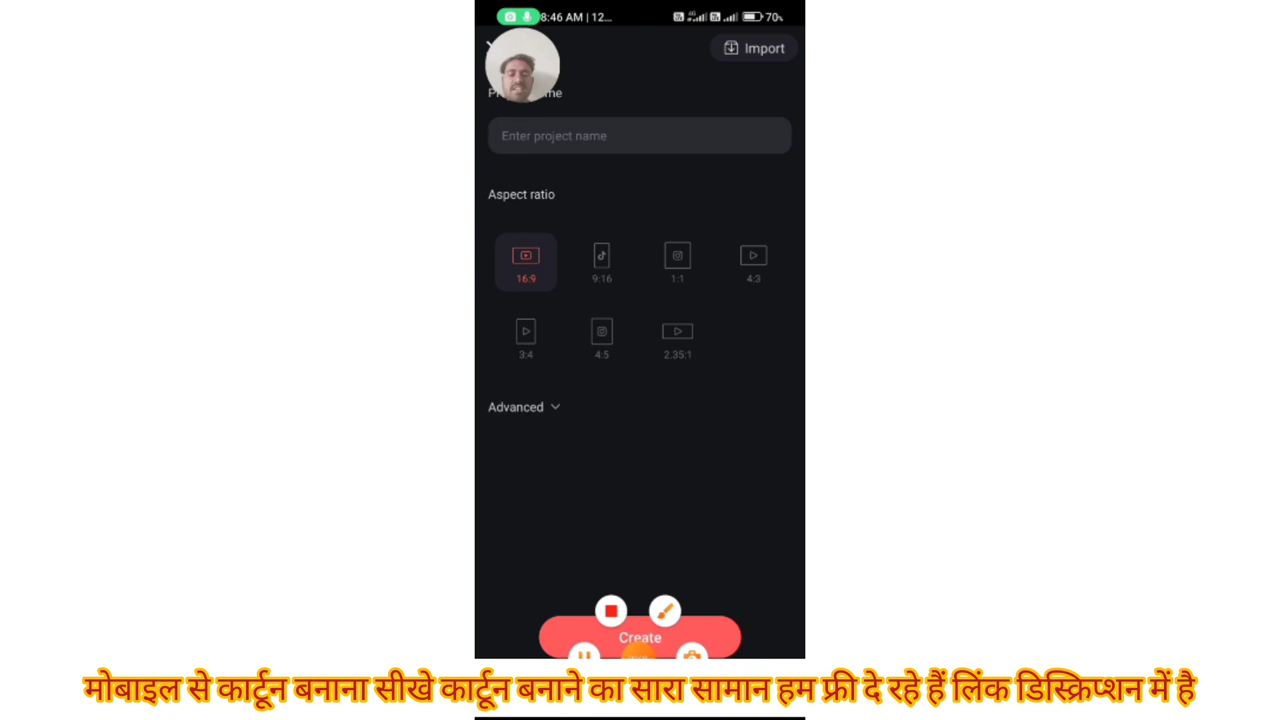 8:46 AM | 12...
70%
Import
Enter project name
Aspect ratio
16:9
9:16
1:1
4:3
3:4
4:5
2.35:1
Advanced
Create
मोबाइल से कार्टून बनाना सीखे कार्टून बनाने का सारा सामान हम फ्री दे रहे हैं लिंक डिस्क्रिप्शन में है